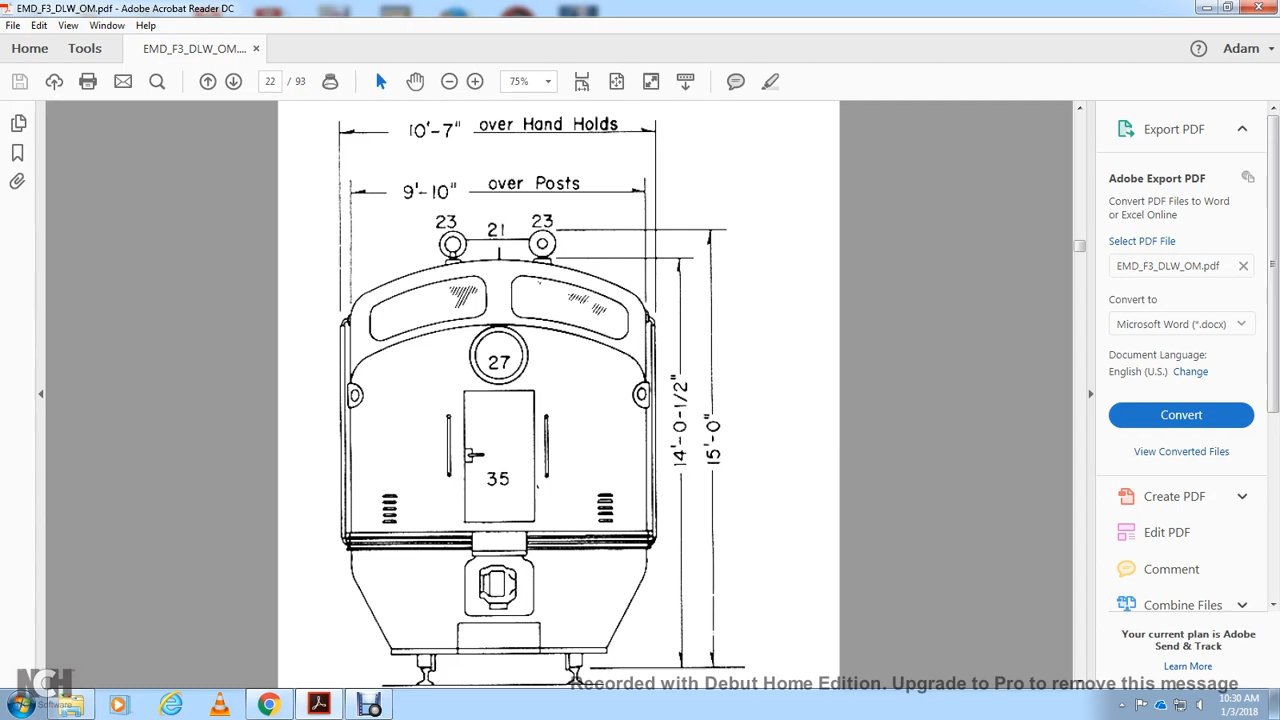 EMD_F3_DLW_OM.pdf - Adobe Acrobat Reader DC
File Edit View Window Help
Home Tools EMD_F3_DLW_OM.... × Adam
22 / 93 75%
10'-7" over Hand Holds
9'-10" over Posts
23 21 23
27
35
14'-0-1/2"
15'-0"
Export PDF
Adobe Export PDF
Convert PDF Files to Word
or Excel Online
Select PDF File
EMD_F3_DLW_OM.pdf
Convert to
Microsoft Word (*.docx)
Document Language:
English (U.S.) Change
Convert
View Converted Files
Create PDF
Edit PDF
Comment
Combine Files
Your current plan is Adobe
Send & Track
Learn More
NCH Software
Recorded with Debut Home Edition. Upgrade to Pro to remove this message
10:30 AM
1/3/2018